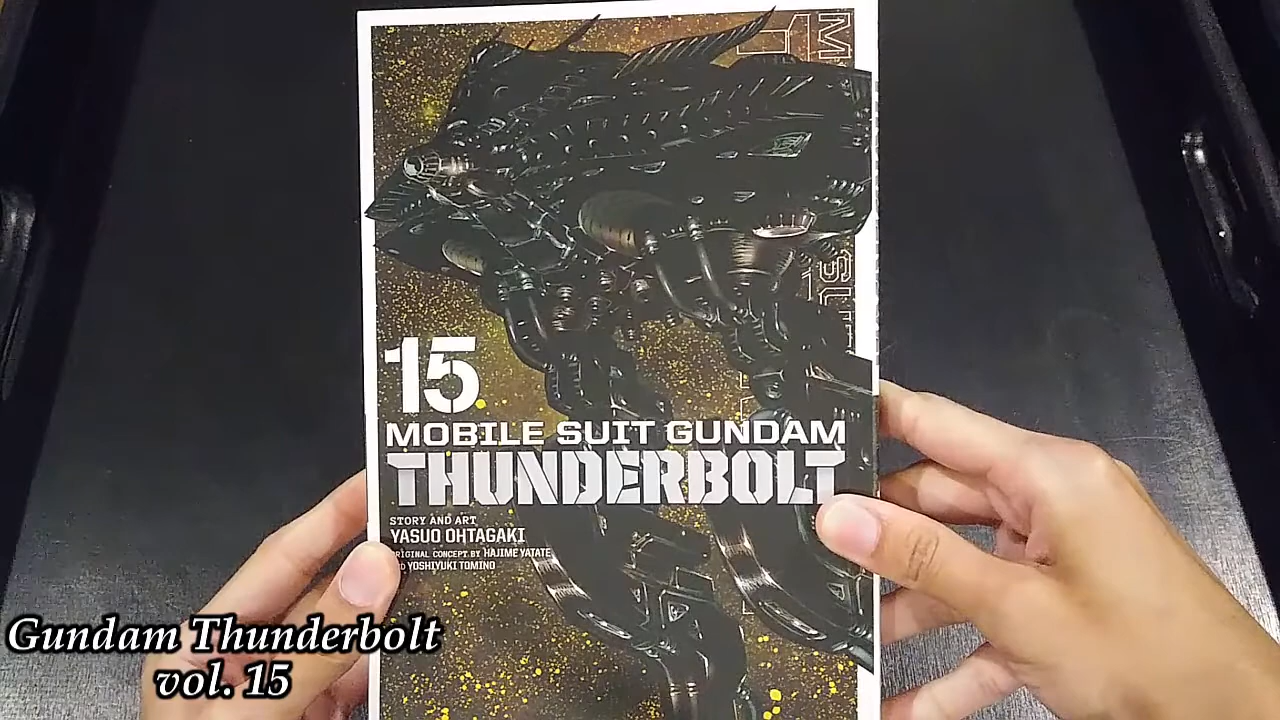 15
MOBILE SUIT GUNDAM
THUNDERBOLT
STORY AND ART
YASUO OHTAGAKI
ORIGINAL CONCEPT BY HAJIME YATATE
AND YOSHIYUKI TOMINO
Gundam Thunderbolt
vol. 15